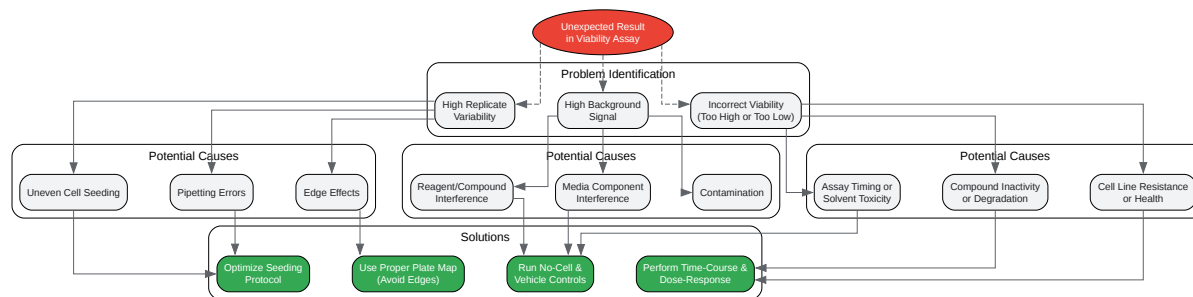 Unexpected Result
in Viability Assay
Problem Identification
High Replicate
Variability
High Background
Signal
Incorrect Viability
(Too High or Too Low)
Potential Causes
Uneven Cell Seeding
Pipetting Errors
Edge Effects
Potential Causes
Reagent/Compound
Interference
Media Component
Interference
Contamination
Potential Causes
Assay Timing or
Solvent Toxicity
Compound Inactivity
or Degradation
Cell Line Resistance
or Health
Solutions
Optimize Seeding
Protocol
Use Proper Plate Map
(Avoid Edges)
Run No-Cell &
Vehicle Controls
Perform Time-Course &
Dose-Response